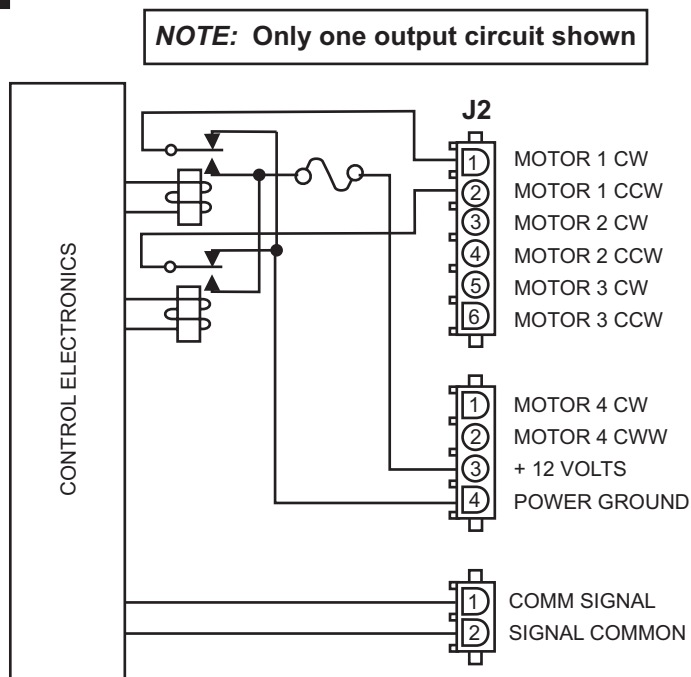 NOTE: Only one output circuit shown
CONTROL ELECTRONICS
J2
1 MOTOR 1 CW
2 MOTOR 1 CCW
3 MOTOR 2 CW
4 MOTOR 2 CCW
5 MOTOR 3 CW
6 MOTOR 3 CCW
1 MOTOR 4 CW
2 MOTOR 4 CWW
3 + 12 VOLTS
4 POWER GROUND
1 COMM SIGNAL
2 SIGNAL COMMON